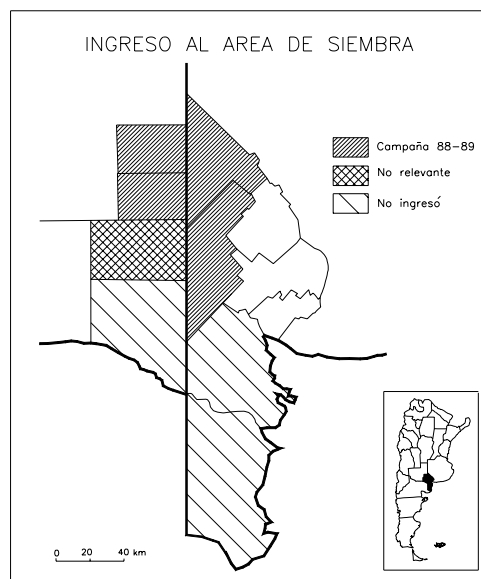 INGRESO AL AREA DE SIEMBRA
Campaña 88-89
No relevante
No ingresó
0 20 40 km